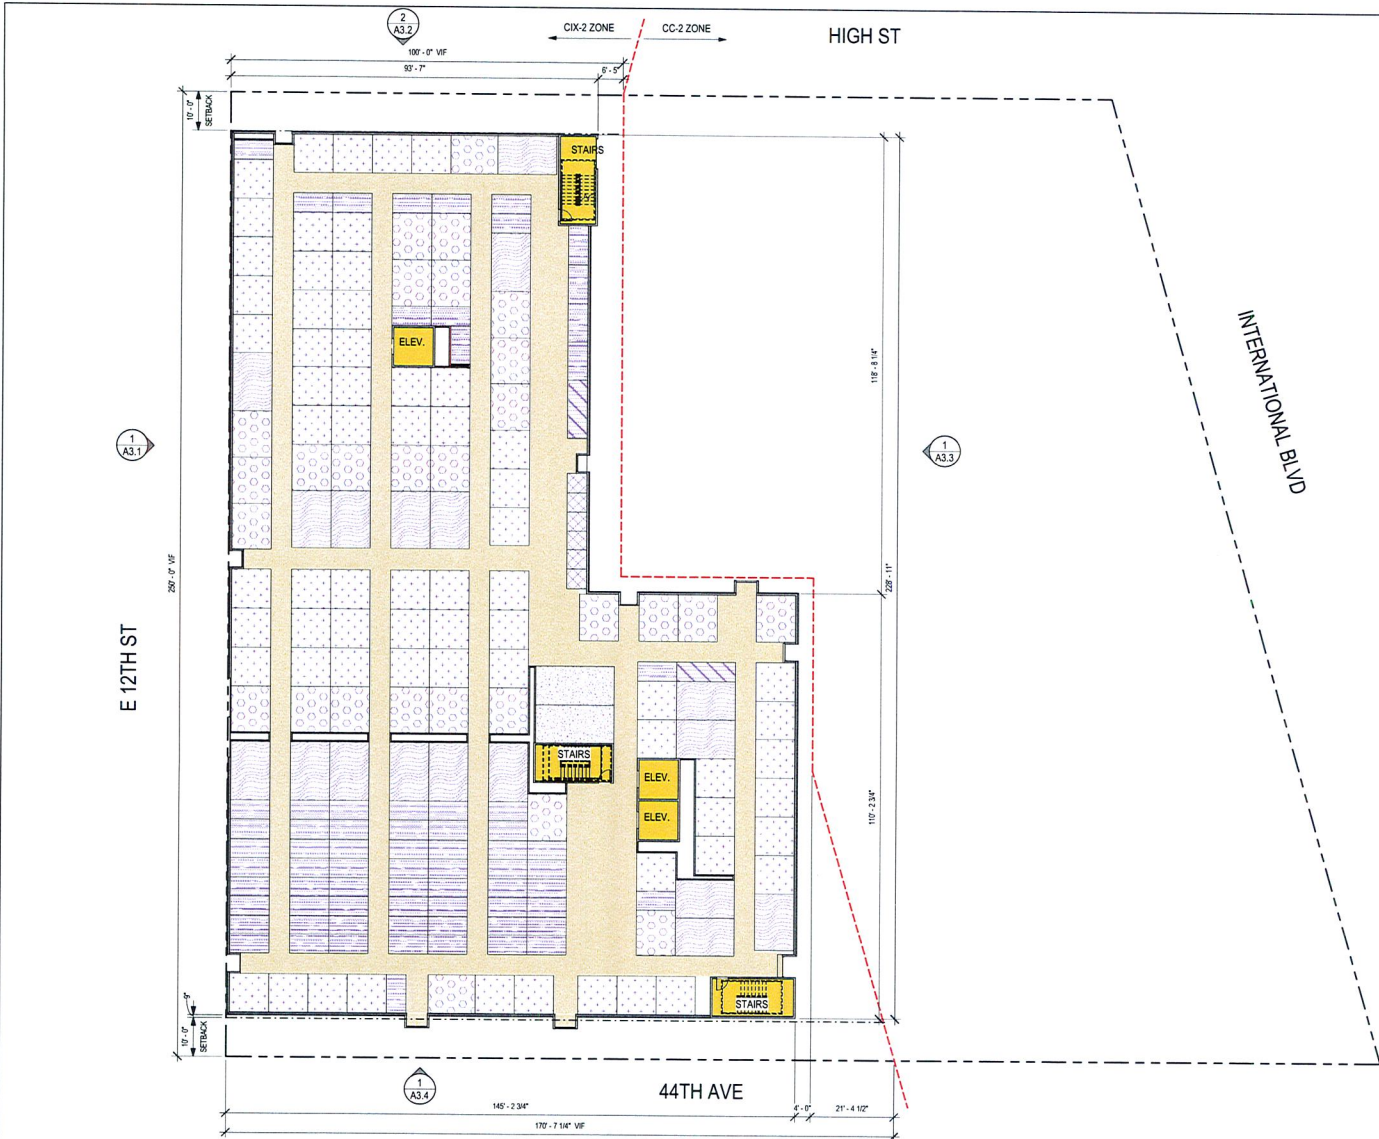 2
A3.2
CIX-2 ZONE
CC-2 ZONE
HIGH ST
100' - 0" VIF
93' - 7"
6' - 5"
10' - 0"
SETBACK
STAIRS
ELEV.
118' - 8 1/4"
INTERNATIONAL BLVD
1
A3.1
1
A3.3
250' - 0" VIF
228' - 11"
E 12TH ST
STAIRS
ELEV.
ELEV.
110' - 2 3/4"
9"
STAIRS
10' - 0"
SETBACK
1
A3.4
44TH AVE
145' - 2 3/4"
4' - 0"
21' - 4 1/2"
170' - 7 1/4" VIF